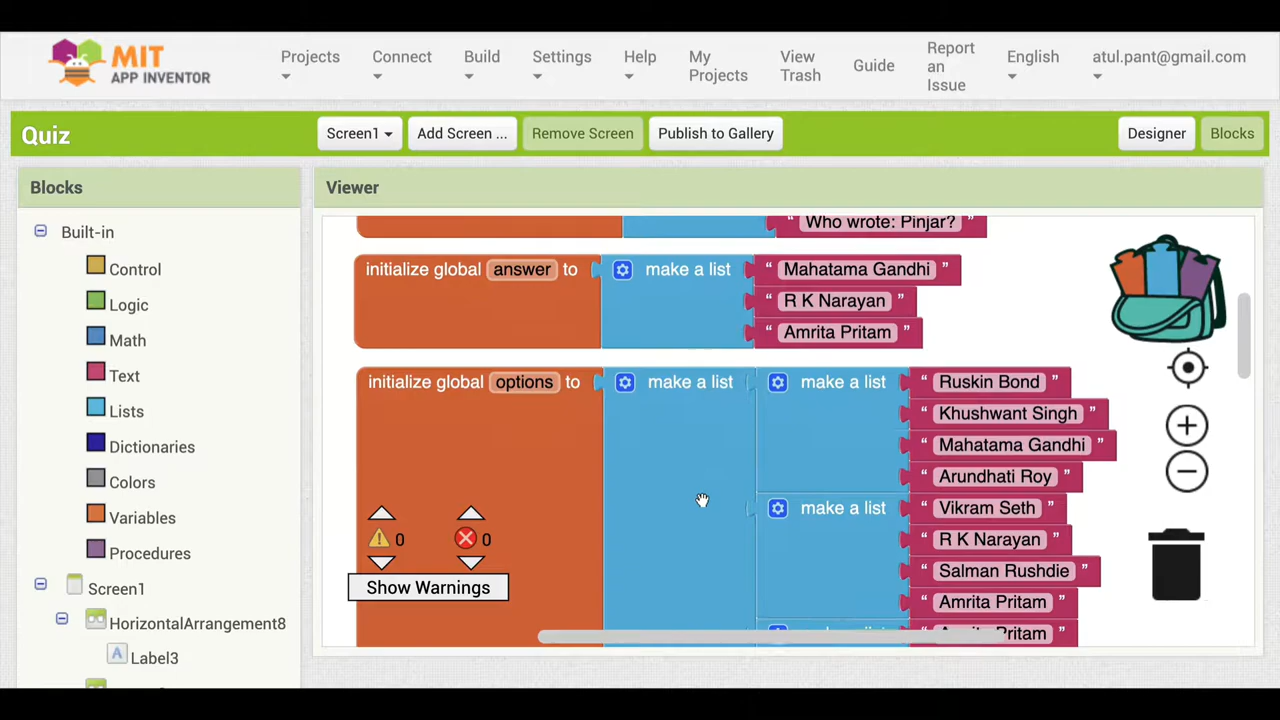 MIT
APP INVENTOR
Projects
Connect
Build
Settings
Help
My
Projects
View
Trash
Guide
Report
an
Issue
English
atul.pant@gmail.com
Quiz
Screen1
Add Screen ...
Remove Screen
Publish to Gallery
Designer
Blocks
Blocks
Viewer
Built-in
Control
Logic
Math
Text
Lists
Dictionaries
Colors
Variables
Procedures
Screen1
HorizontalArrangement8
A Label3
“ Who wrote: Pinjar? ”
initialize global answer to make a list “ Mahatama Gandhi ”
“ R K Narayan ”
“ Amrita Pritam ”
initialize global options to make a list make a list “ Ruskin Bond ”
“ Khushwant Singh ”
“ Mahatama Gandhi ”
“ Arundhati Roy ”
make a list “ Vikram Seth ”
“ R K Narayan ”
“ Salman Rushdie ”
“ Amrita Pritam ”
make a list “ Amrita Pritam ”
0 0
Show Warnings